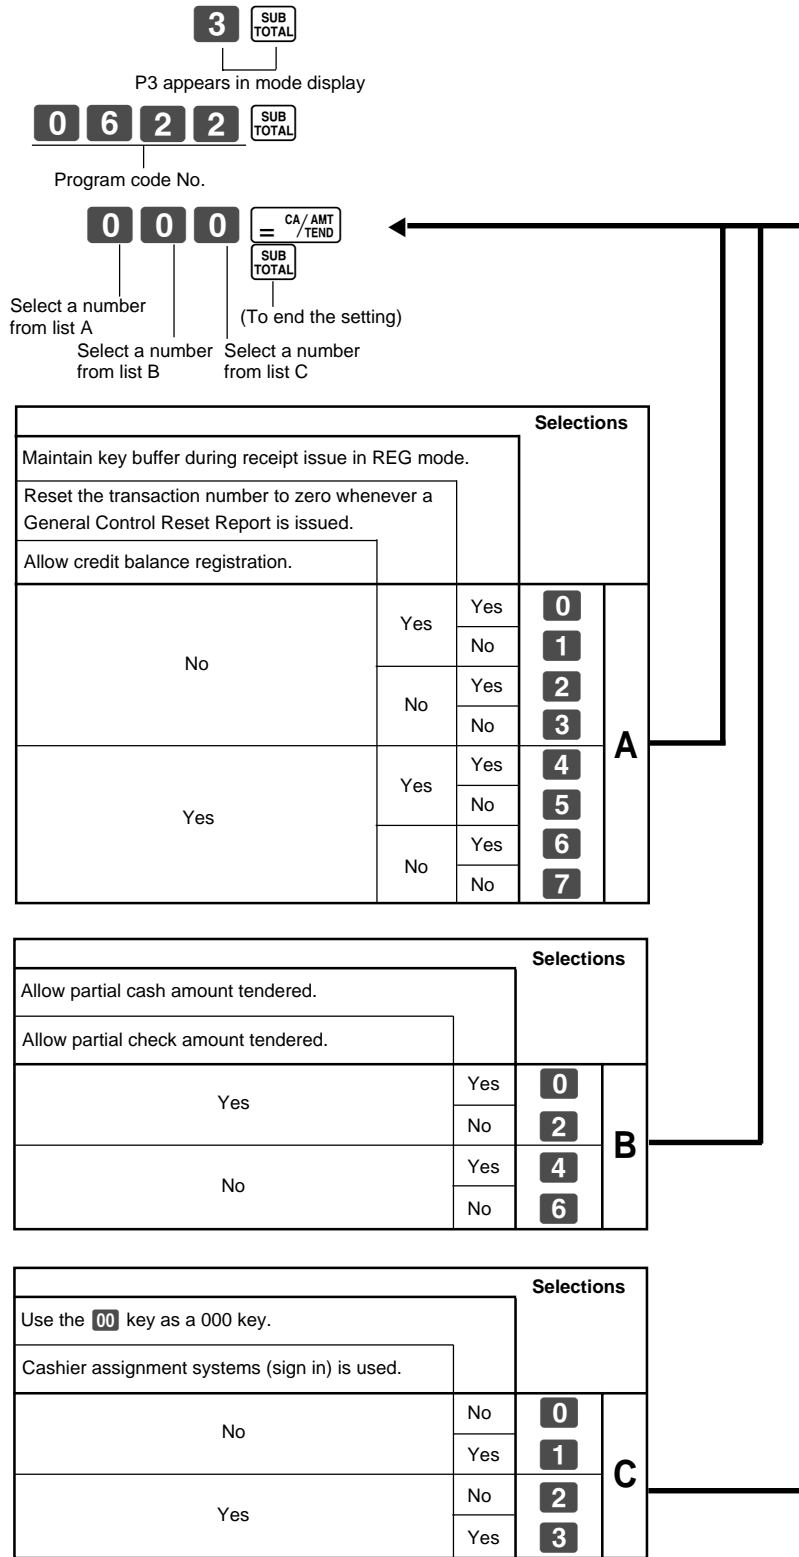 3 SUB TOTAL
P3 appears in mode display
0 6 2 2 SUB TOTAL
Program code No.
0 0 0 = CA/AMT TEND
SUB TOTAL
Select a number
from list A
(To end the setting)
Select a number
from list B
Select a number
from list C
Selections
Maintain key buffer during receipt issue in REG mode.
Reset the transaction number to zero whenever a
General Control Reset Report is issued.
Allow credit balance registration.
No Yes Yes 0
No 1
No Yes 2
No 3
A
Yes Yes Yes 4
No 5
No Yes 6
No 7
Selections
Allow partial cash amount tendered.
Allow partial check amount tendered.
Yes Yes 0
No 2
B
No Yes 4
No 6
Selections
Use the 00 key as a 000 key.
Cashier assignment systems (sign in) is used.
No No 0
Yes 1
C
Yes No 2
Yes 3